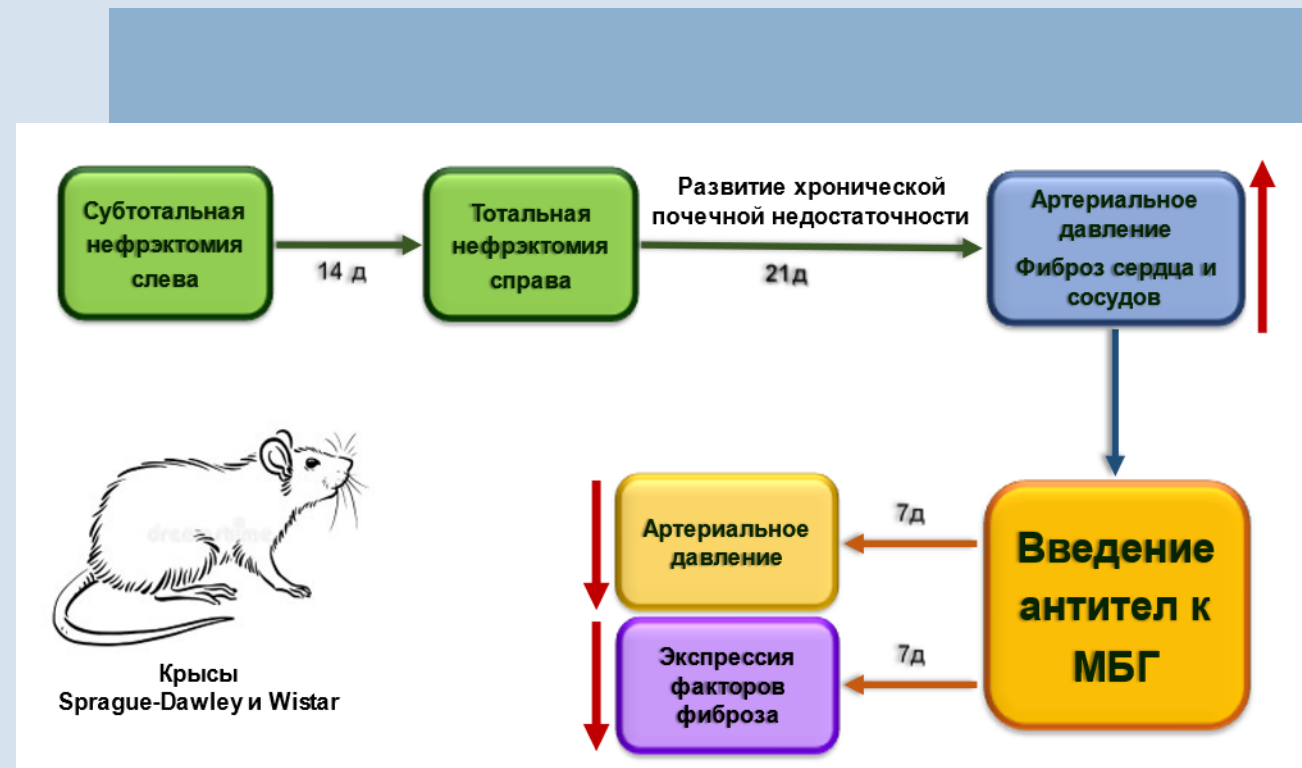 Субтотальная
нефрэктомия
слева
14 д
Тотальная
нефрэктомия
справа
Развитие хронической
почечной недостаточности
21д
Артериальное
давление
Фиброз сердца и
сосудов
Введение
антител к
МБГ
7д
Артериальное
давление
7д
Экспрессия
факторов
фиброза
dreamstime
Крысы
Sprague-Dawley и Wistar